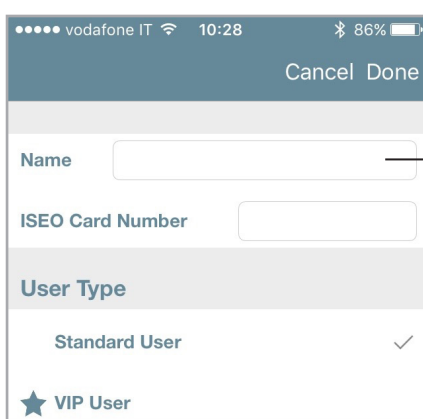 vodafone IT 10:28 86%
Cancel Done
Name
ISEO Card Number
User Type
Standard User
VIP User